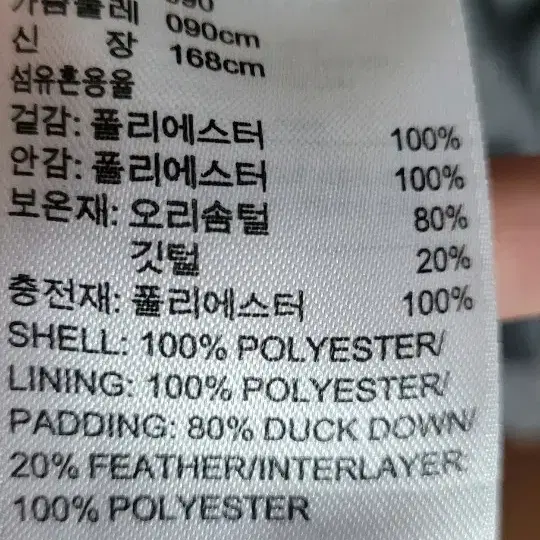 090
가슴둘레 090cm
신 장 168cm
섬유혼용율
겉감: 폴리에스터 100%
안감: 폴리에스터 100%
보온재: 오리솜털 80%
깃털 20%
충전재: 폴리에스터 100%
SHELL: 100% POLYESTER/
LINING: 100% POLYESTER/
PADDING: 80% DUCK DOWN/
20% FEATHER/INTERLAYER
100% POLYESTER